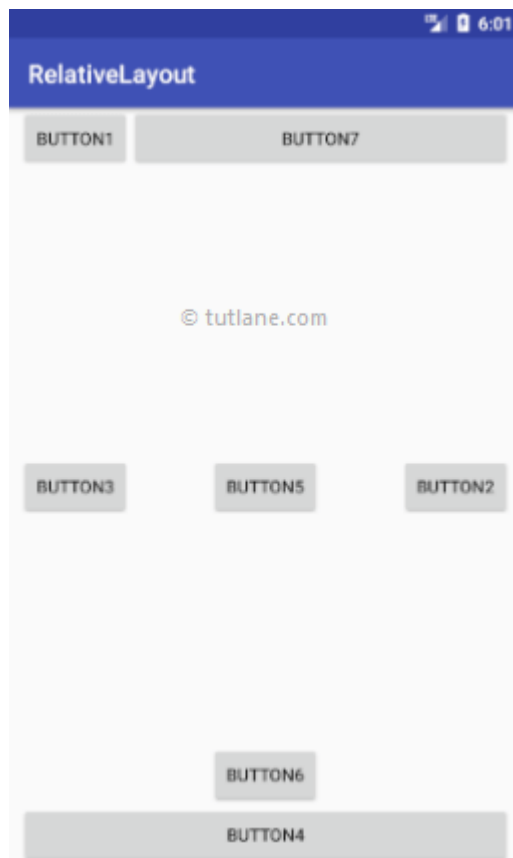 6:01
RelativeLayout
BUTTON1 BUTTON7
© tutlane.com
BUTTON3 BUTTON5 BUTTON2
BUTTON6
BUTTON4